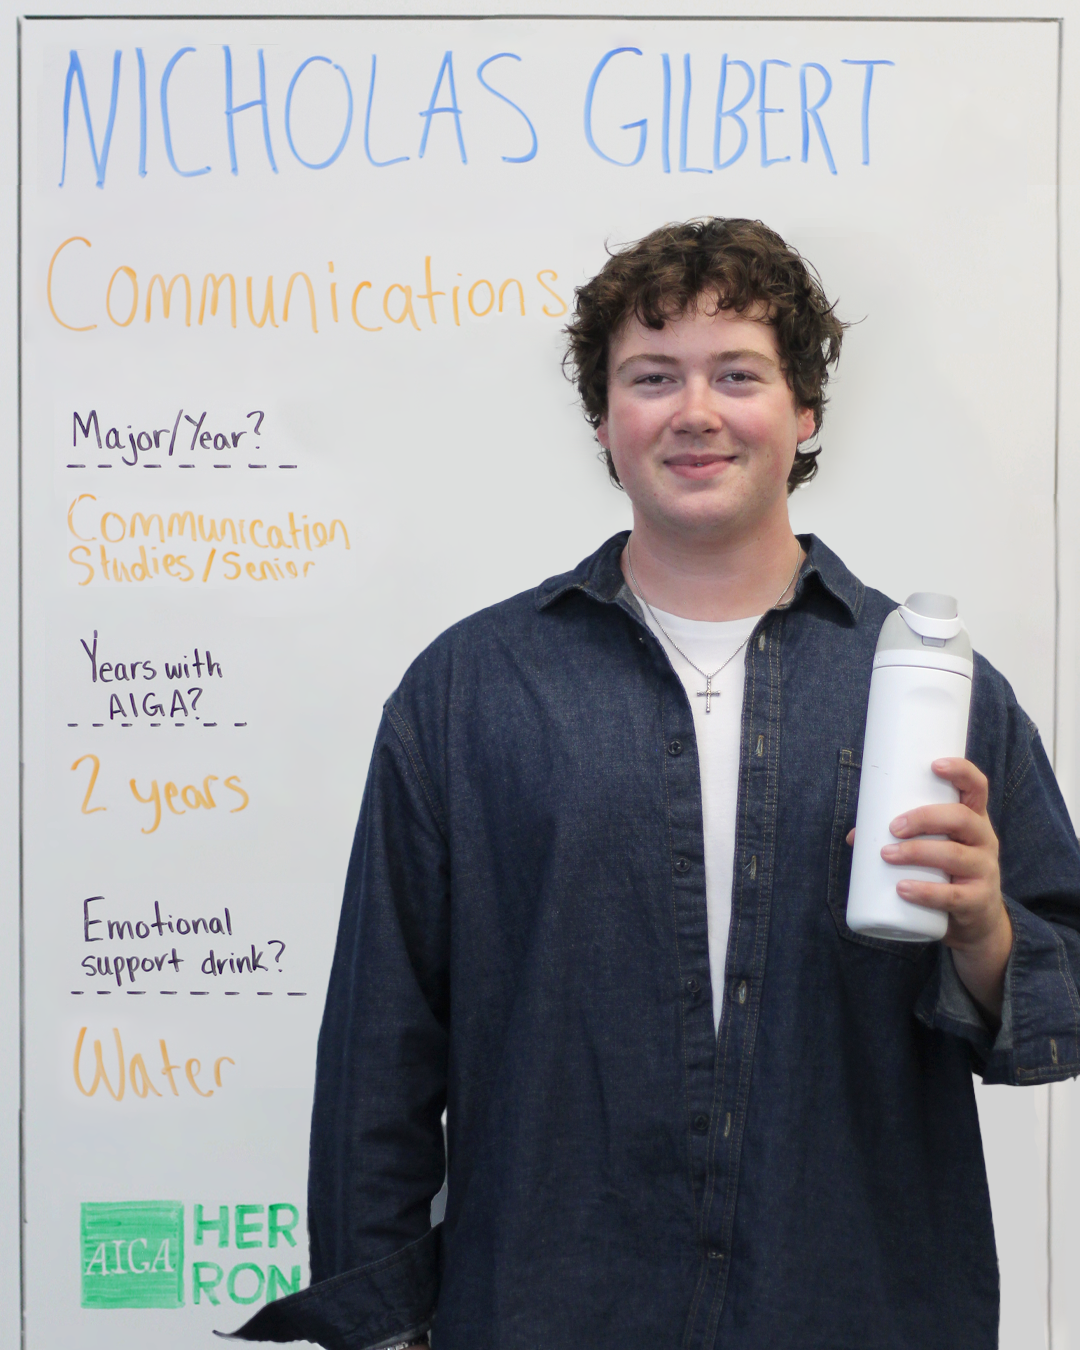 NICHOLAS GILBERT
Communications
Major/Year?
Communication
Studies/Senior
Years with
AIGA?
2 years
Emotional
support drink?
Water
AIGA
HER
RON